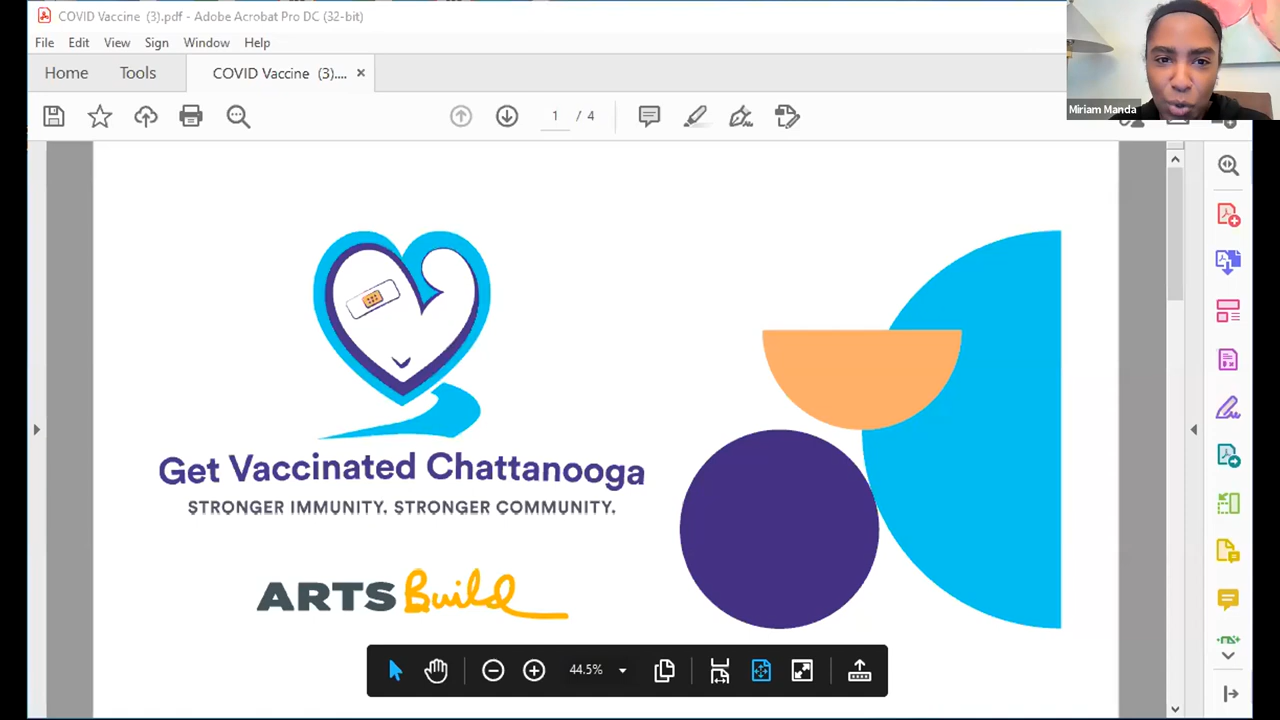 COVID Vaccine (3).pdf - Adobe Acrobat Pro DC (32-bit)
File Edit View Sign Window Help
Home Tools COVID Vaccine (3).... ×
1 / 4
Miriam Manda
Get Vaccinated Chattanooga
STRONGER IMMUNITY. STRONGER COMMUNITY.
ARTS Build
44.5%